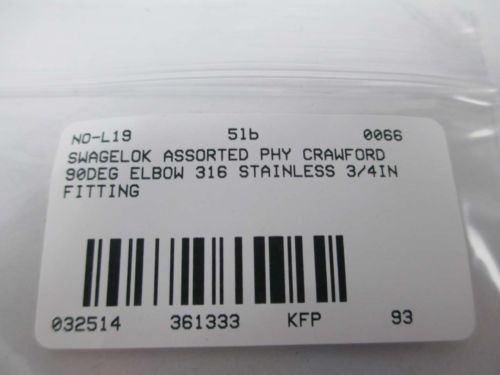 NO-L19 51b 0066
SWAGELOK ASSORTED PHY CRAWFORD
90DEG ELBOW 316 STAINLESS 3/4IN
FITTING
032514 361333 KFP 93